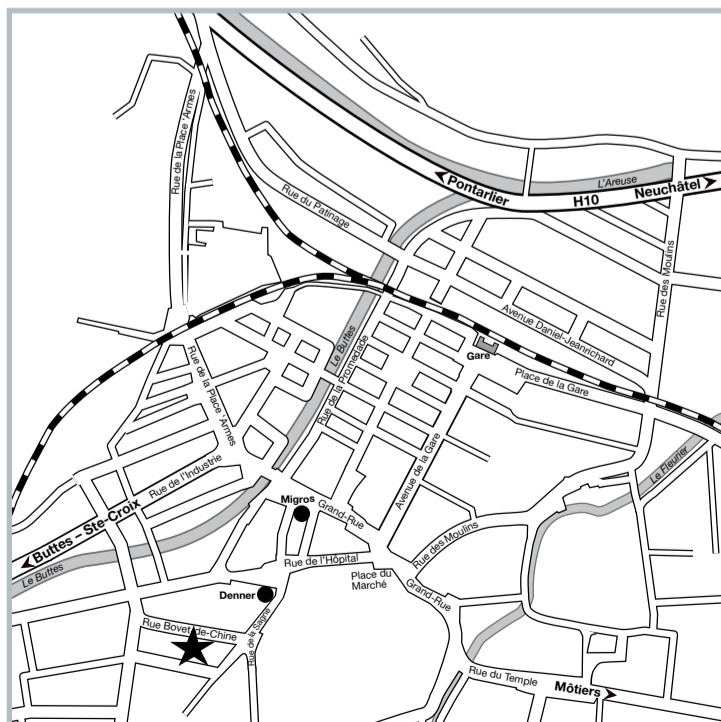 Rue de la Place 'Armes
Pontarlier
L'Areuse
H10
Neuchâtel
Rue du Patinage
Rue des Moulins
Avenue Daniel-Jeanrichard
Le Buttes
Gare
Rue de la Promedade
Place de la Gare
Rue de la Place 'Armes
Avenue de la Gare
Rue de l'Industrie
Le Fleurier
Migros
Grand-Rue
Buttes – Ste-Croix
Rue des Moulins
Rue de l'Hôpital
Le Buttes
Place du
Marché
Denner
Grand-Rue
Rue Bovet-de-Chine
Rue de la Sagne
Rue du Temple
Môtiers